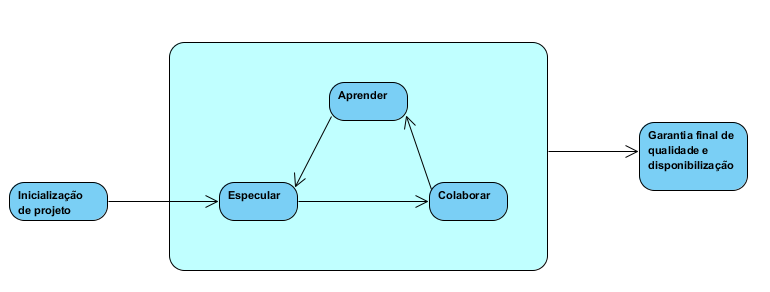 Aprender
Especular
Colaborar
Inicialização
de projeto
Garantia final de
qualidade e
disponibilização